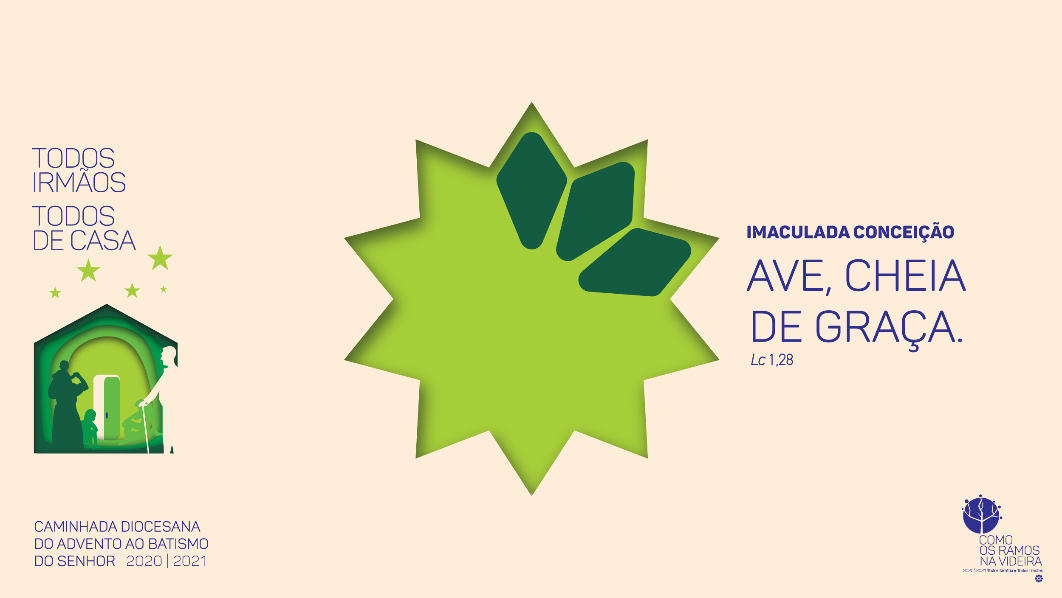 TODOS
IRMÃOS
TODOS
DE CASA
IMACULADA CONCEIÇÃO
AVE, CHEIA
DE GRAÇA.
Lc 1,28
CAMINHADA DIOCESANA
DO ADVENTO AO BATISMO
DO SENHOR 2020 | 2021
COMO
OS RAMOS
NA VIDEIRA